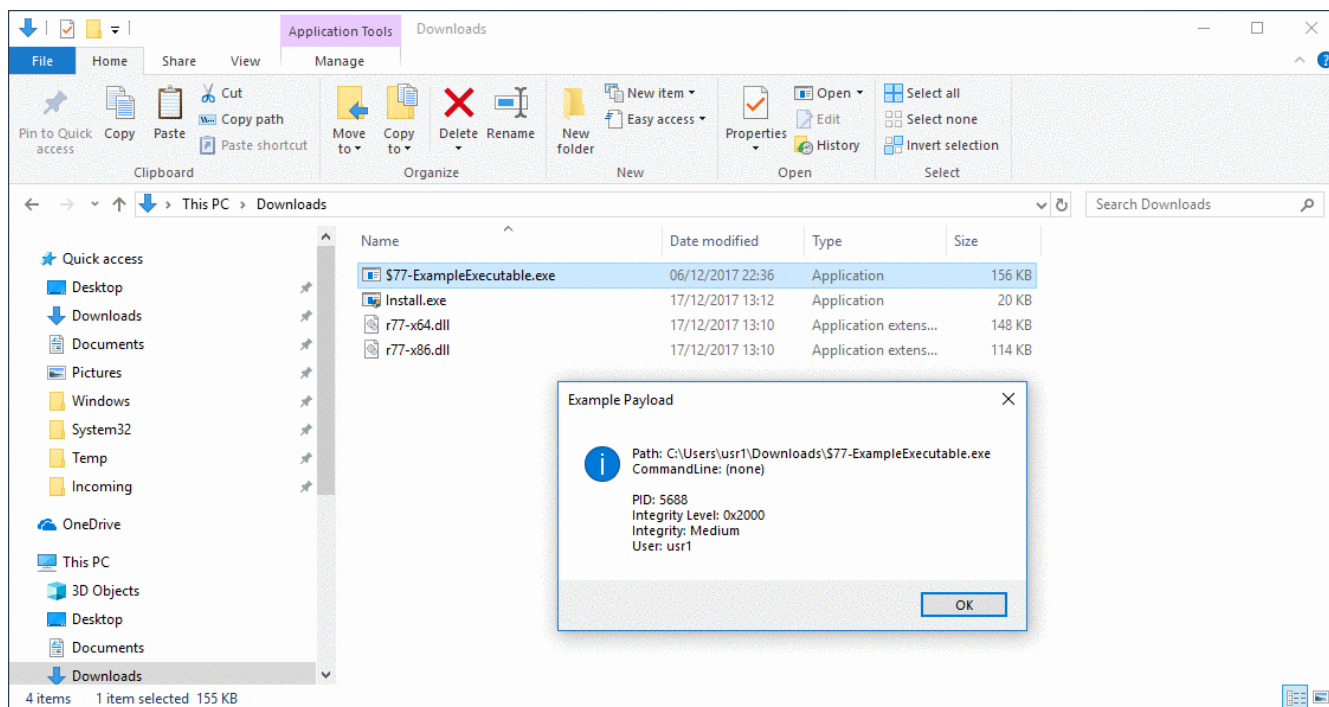 Application Tools Downloads
File Home Share View Manage
Pin to Quick access
Copy
Paste
Cut
Copy path
Paste shortcut
Clipboard
Move to
Copy to
Delete
Rename
Organize
New folder
New item
Easy access
New
Properties
Open
Edit
History
Open
Select all
Select none
Invert selection
Select
This PC > Downloads
Search Downloads
Quick access
Desktop
Downloads
Documents
Pictures
Windows
System32
Temp
Incoming
OneDrive
This PC
3D Objects
Desktop
Documents
Downloads
Name Date modified Type Size
$77-ExampleExecutable.exe 06/12/2017 22:36 Application 156 KB
Install.exe 17/12/2017 13:12 Application 20 KB
r77-x64.dll 17/12/2017 13:10 Application extens... 148 KB
r77-x86.dll 17/12/2017 13:10 Application extens... 114 KB
Example Payload
Path: C:\Users\usr1\Downloads\$77-ExampleExecutable.exe
CommandLine: (none)
PID: 5688
Integrity Level: 0x2000
Integrity: Medium
User: usr1
OK
4 items 1 item selected 155 KB